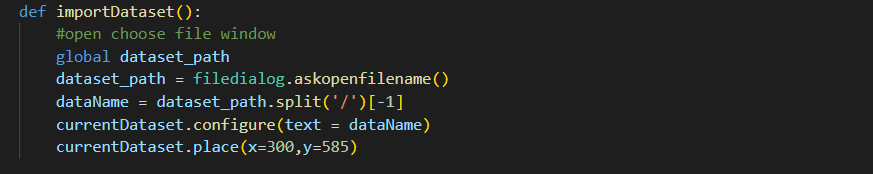 def importDataset():
    #open choose file window
    global dataset_path
    dataset_path = filedialog.askopenfilename()
    dataName = dataset_path.split('/')[-1]
    currentDataset.configure(text = dataName)
    currentDataset.place(x=300,y=585)